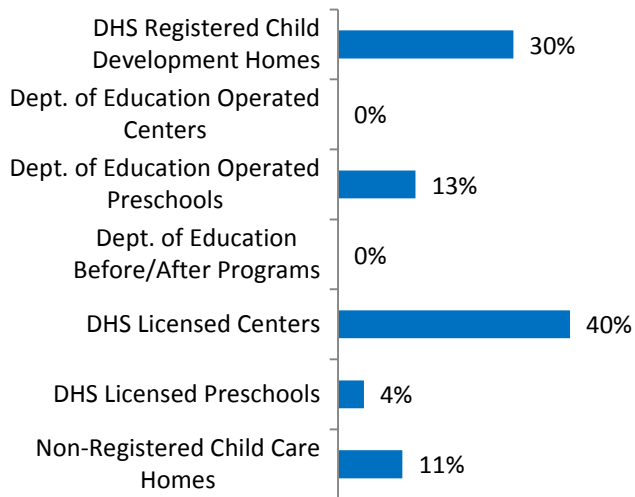 DHS Registered Child
Development Homes
30%
Dept. of Education Operated
Centers
0%
Dept. of Education Operated
Preschools
13%
Dept. of Education
Before/After Programs
0%
DHS Licensed Centers
40%
DHS Licensed Preschools
4%
Non-Registered Child Care
Homes
11%